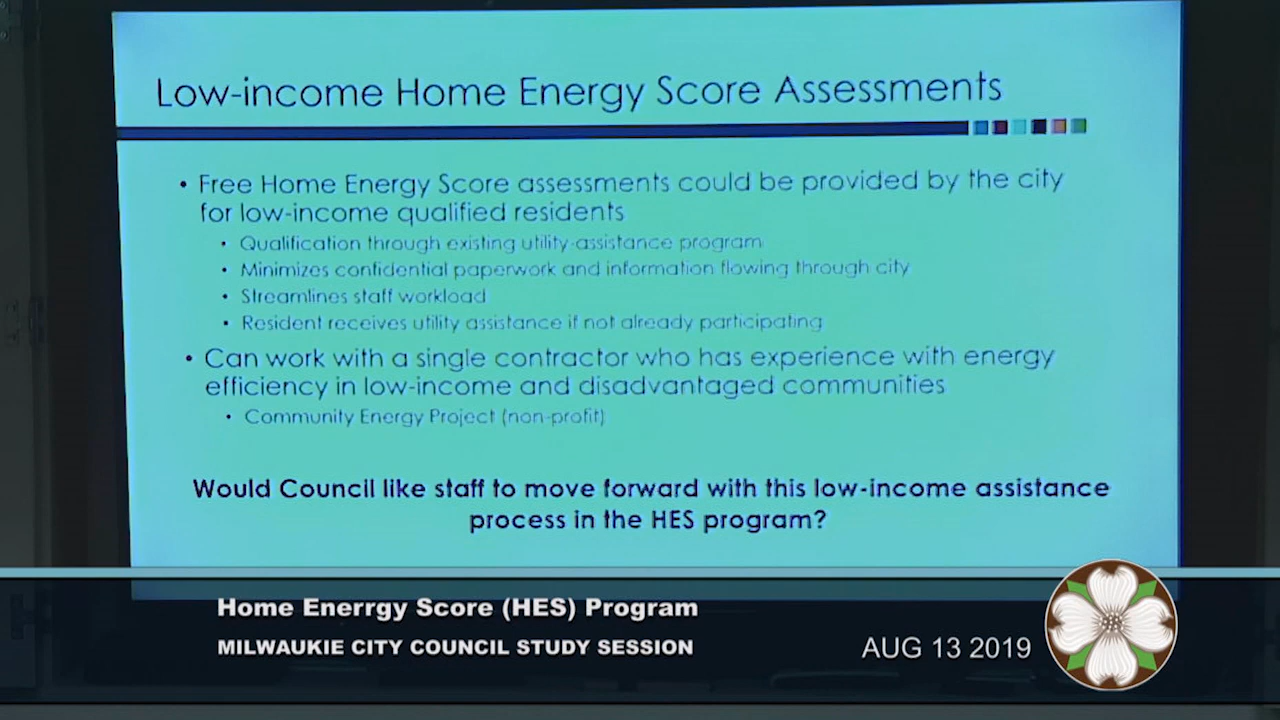 Low-income Home Energy Score Assessments
• Free Home Energy Score assessments could be provided by the city
for low-income qualified residents
• Qualification through existing utility-assistance program
• Minimizes confidential paperwork and information flowing through city
• Streamlines staff workload
• Resident receives utility assistance if not already participating
• Can work with a single contractor who has experience with energy
efficiency in low-income and disadvantaged communities
• Community Energy Project (non-profit)
Would Council like staff to move forward with this low-income assistance
process in the HES program?
Home Enerrgy Score (HES) Program
MILWAUKIE CITY COUNCIL STUDY SESSION
AUG 13 2019